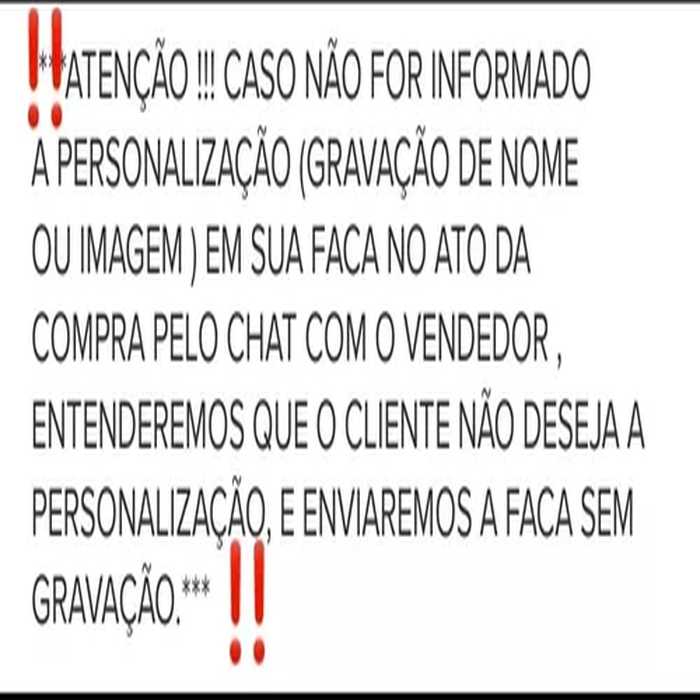 ‼***ATENÇÃO !!! CASO NÃO FOR INFORMADO
A PERSONALIZAÇÃO (GRAVAÇÃO DE NOME
OU IMAGEM ) EM SUA FACA NO ATO DA
COMPRA PELO CHAT COM O VENDEDOR ,
ENTENDEREMOS QUE O CLIENTE NÃO DESEJA A
PERSONALIZAÇÃO, E ENVIAREMOS A FACA SEM
GRAVAÇÃO.*** ‼